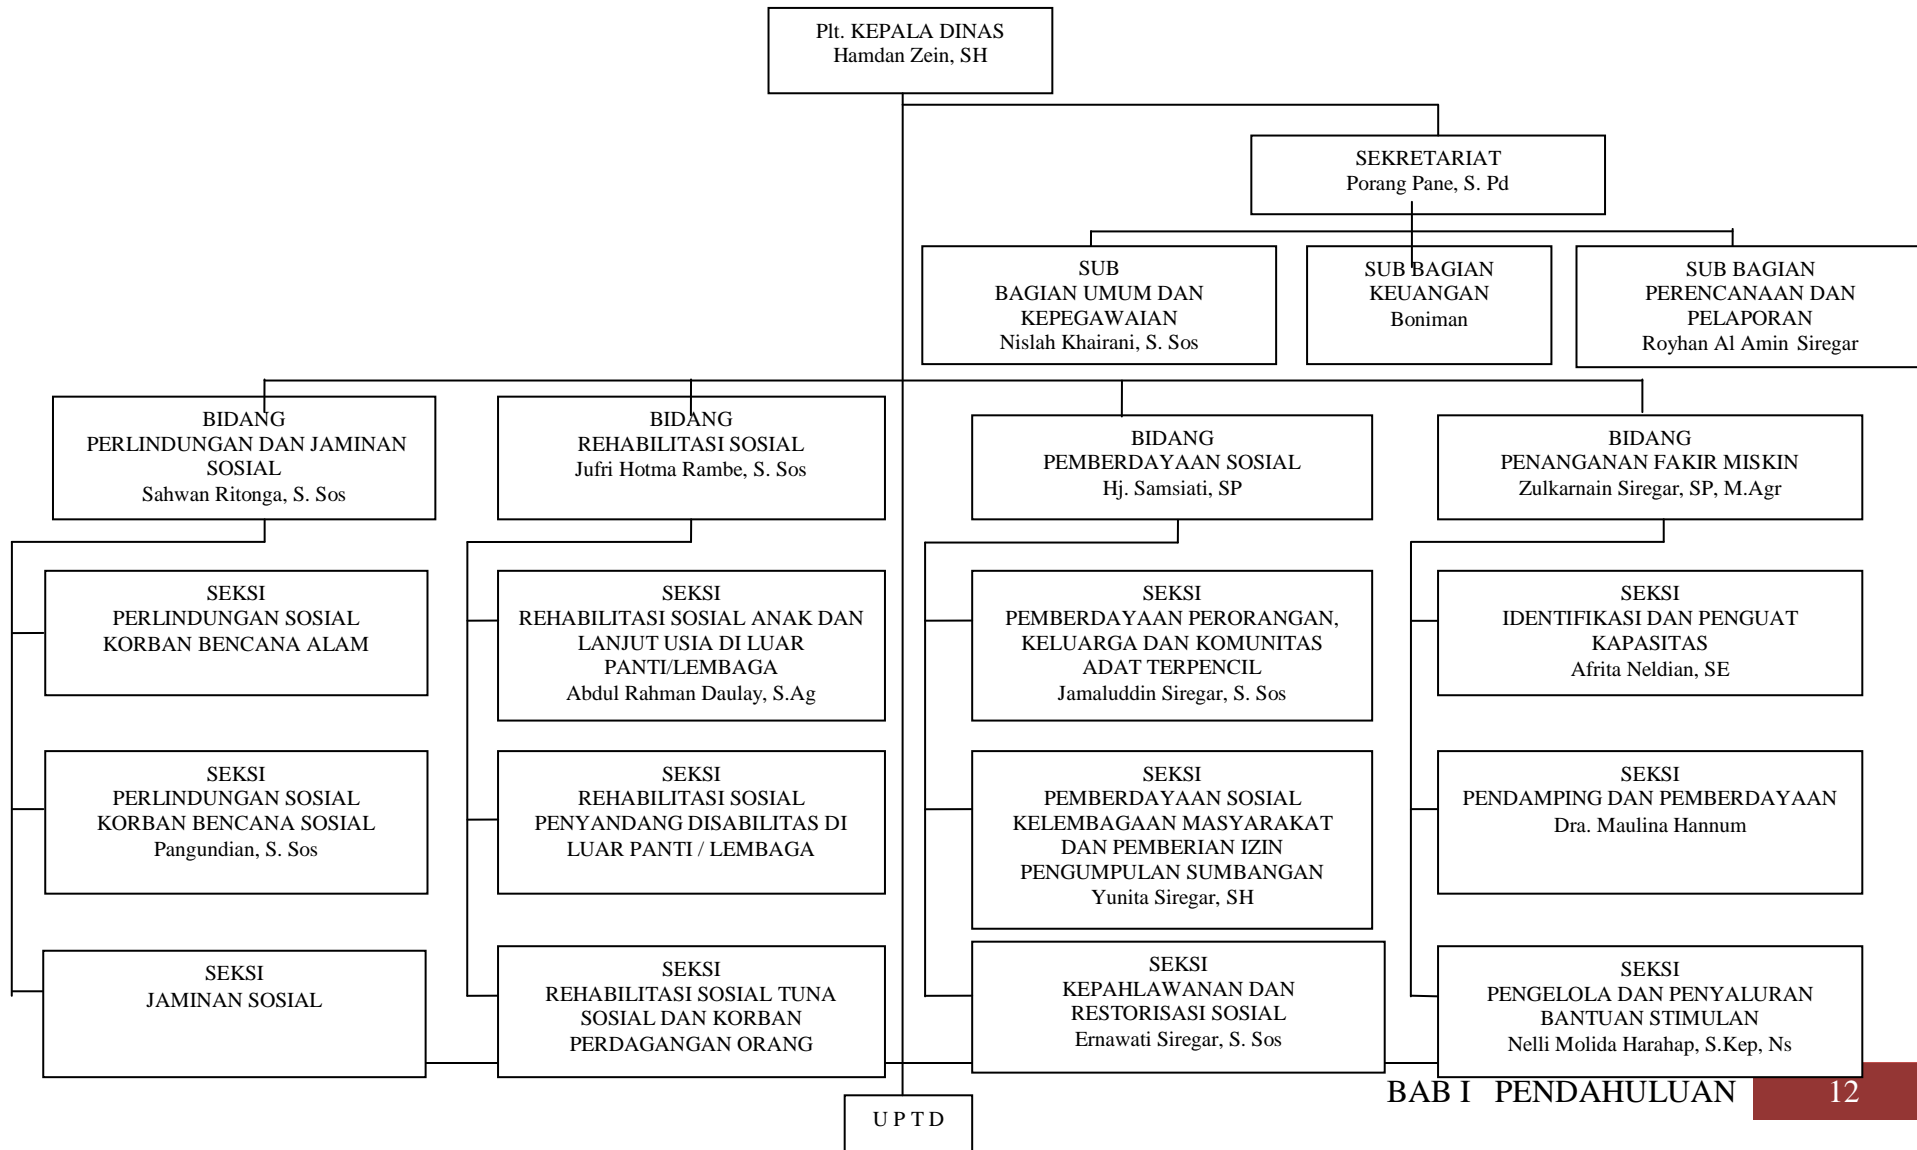 Plt. KEPALA DINAS
Hamdan Zein, SH
SEKRETARIAT
Porang Pane, S. Pd
SUB
BAGIAN UMUM DAN
KEPEGAWAIAN
Nislah Khairani, S. Sos
SUB BAGIAN
KEUANGAN
Boniman
SUB BAGIAN
PERENCANAAN DAN
PELAPORAN
Royhan Al Amin Siregar
BIDANG
PERLINDUNGAN DAN JAMINAN
SOSIAL
Sahwan Ritonga, S. Sos
BIDANG
REHABILITASI SOSIAL
Jufri Hotma Rambe, S. Sos
BIDANG
PEMBERDAYAAN SOSIAL
Hj. Samsiati, SP
BIDANG
PENANGANAN FAKIR MISKIN
Zulkarnain Siregar, SP, M.Agr
SEKSI
PERLINDUNGAN SOSIAL
KORBAN BENCANA ALAM
SEKSI
REHABILITASI SOSIAL ANAK DAN
LANJUT USIA DI LUAR
PANTI/LEMBAGA
Abdul Rahman Daulay, S.Ag
SEKSI
PEMBERDAYAAN PERORANGAN,
KELUARGA DAN KOMUNITAS
ADAT TERPENCIL
Jamaluddin Siregar, S. Sos
SEKSI
IDENTIFIKASI DAN PENGUAT
KAPASITAS
Afrita Neldian, SE
SEKSI
PERLINDUNGAN SOSIAL
KORBAN BENCANA SOSIAL
Pangundian, S. Sos
SEKSI
REHABILITASI SOSIAL
PENYANDANG DISABILITAS DI
LUAR PANTI / LEMBAGA
SEKSI
PEMBERDAYAAN SOSIAL
KELEMBAGAAN MASYARAKAT
DAN PEMBERIAN IZIN
PENGUMPULAN SUMBANGAN
Yunita Siregar, SH
SEKSI
PENDAMPING DAN PEMBERDAYAAN
Dra. Maulina Hannum
SEKSI
JAMINAN SOSIAL
SEKSI
REHABILITASI SOSIAL TUNA
SOSIAL DAN KORBAN
PERDAGANGAN ORANG
SEKSI
KEPAHLAWANAN DAN
RESTORISASI SOSIAL
Ernawati Siregar, S. Sos
SEKSI
PENGELOLA DAN PENYALURAN
BANTUAN STIMULAN
Nelli Molida Harahap, S.Kep, Ns
U P T D
BAB I PENDAHULUAN 12